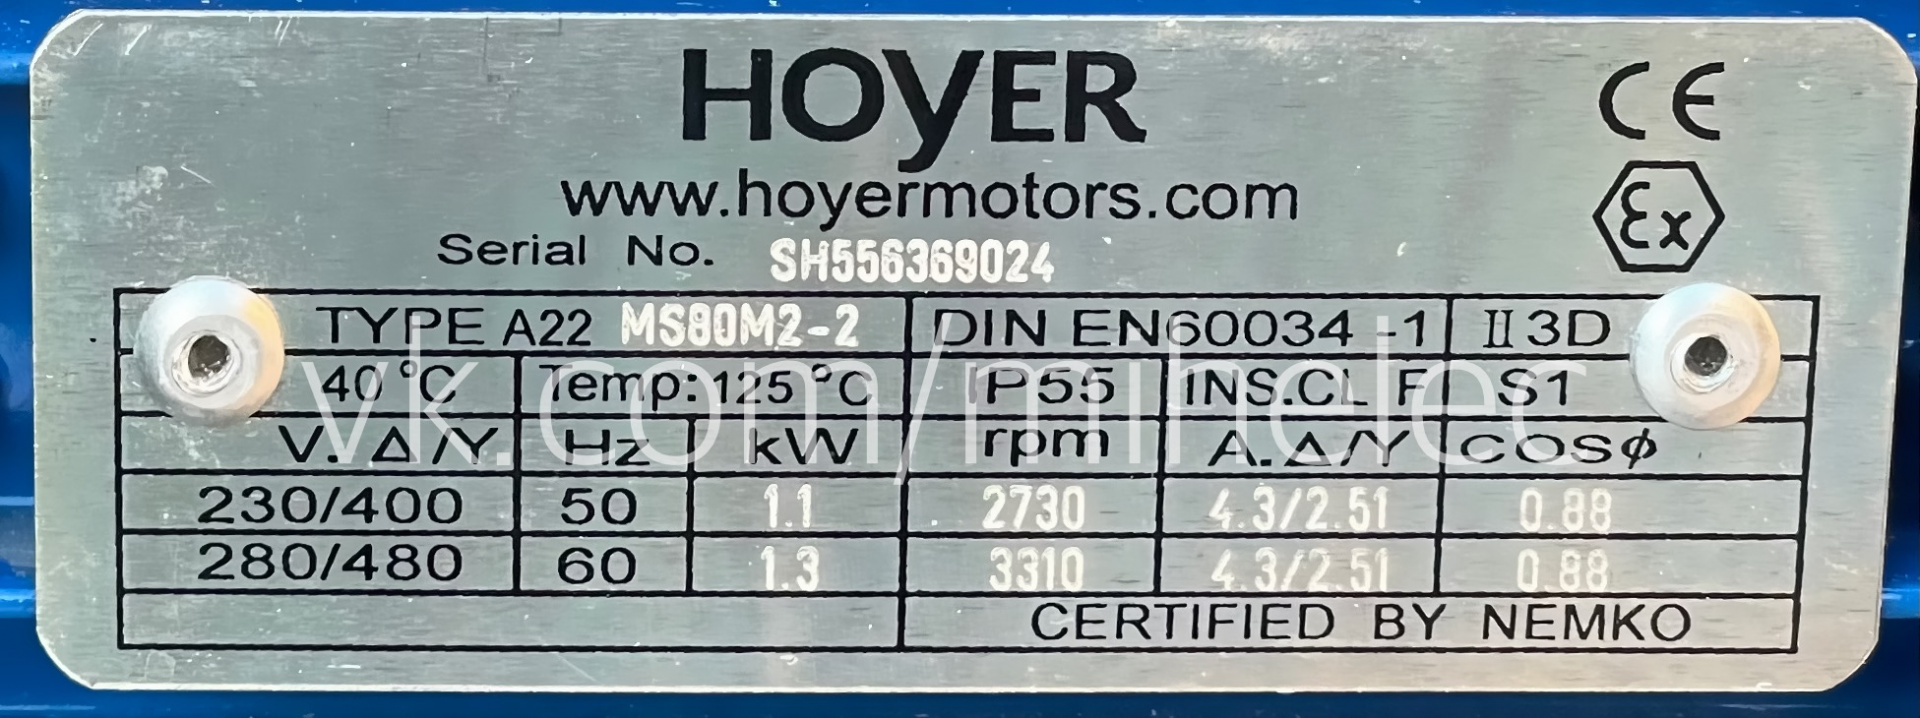 HOYER
CE
www.hoyermotors.com
Ex
Serial No. SH556369024
TYPE A22 MS80M2-2 DIN EN60034-1 II 3D
40 °C Temp: 125 °C IP55 INS.CL F S1
V. Δ/Y Hz kW rpm A. Δ/Y COSϕ
230/400 50 1.1 2730 4.3/2.51 0.88
280/480 60 1.3 3310 4.3/2.51 0.88
CERTIFIED BY NEMKO
vk.com/mihelec